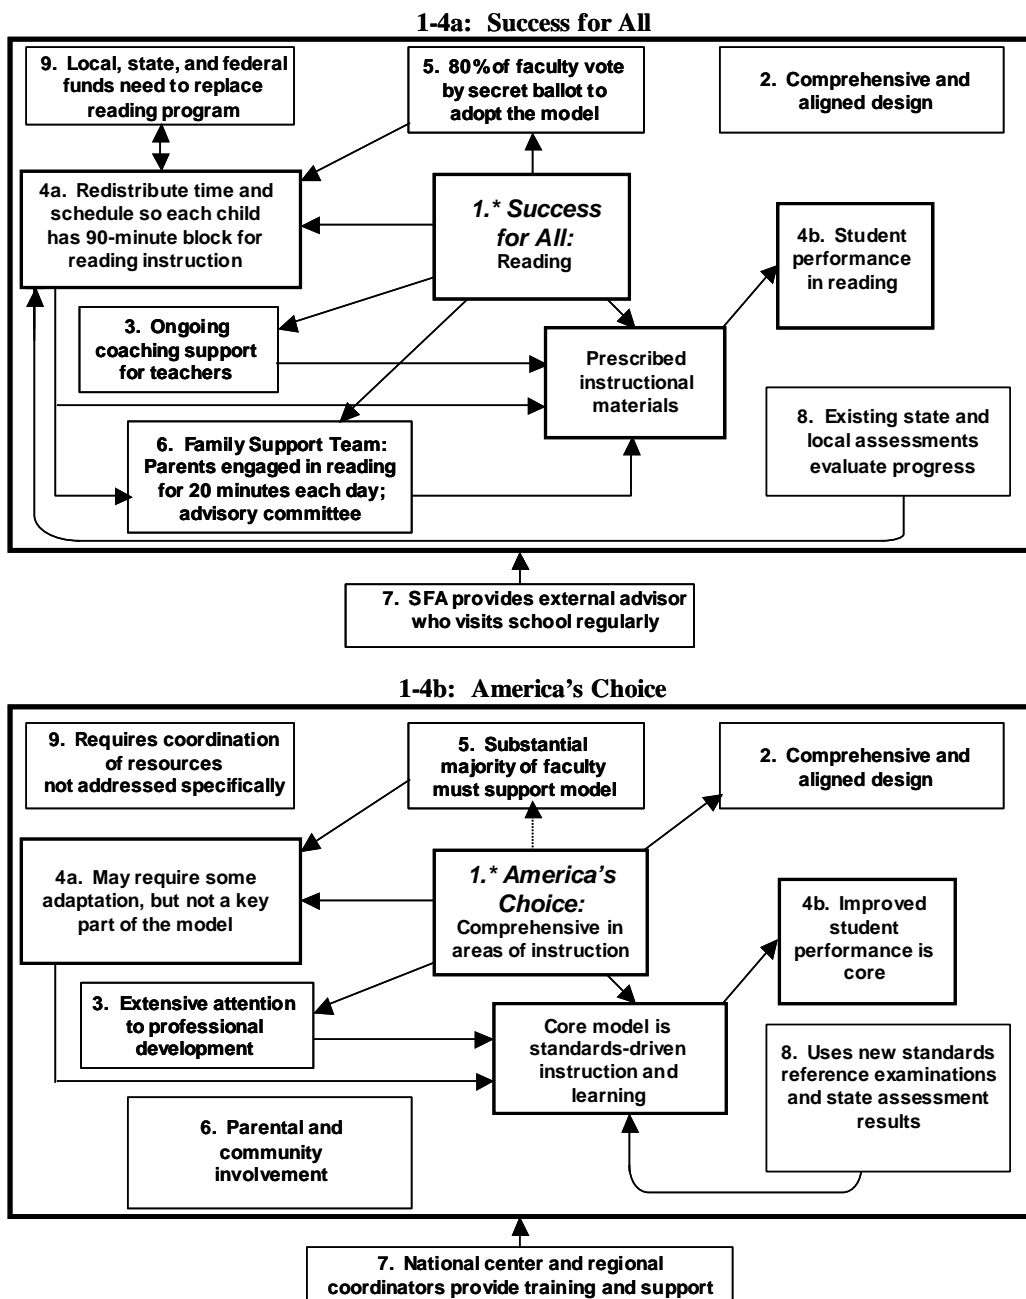 1-4a: Success for All
9. Local, state, and federal
funds need to replace
reading program
5. 80% of faculty vote
by secret ballot to
adopt the model
2. Comprehensive and
aligned design
4a. Redistribute time and
schedule so each child
has 90-minute block for
reading instruction
1.* Success
for All:
Reading
4b. Student
performance
in reading
3. Ongoing
coaching support
for teachers
Prescribed
instructional
materials
8. Existing state and
local assessments
evaluate progress
6. Family Support Team:
Parents engaged in reading
for 20 minutes each day;
advisory committee
7. SFA provides external advisor
who visits school regularly
1-4b: America's Choice
9. Requires coordination
of resources
not addressed specifically
5. Substantial
majority of faculty
must support model
2. Comprehensive and
aligned design
4a. May require some
adaptation, but not a key
part of the model
1.* America's
Choice:
Comprehensive in
areas of instruction
4b. Improved
student
performance is
core
3. Extensive attention
to professional
development
Core model is
standards-driven
instruction and
learning
8. Uses new standards
reference examinations
and state assessment
results
6. Parental and
community
involvement
7. National center and regional
coordinators provide training and support